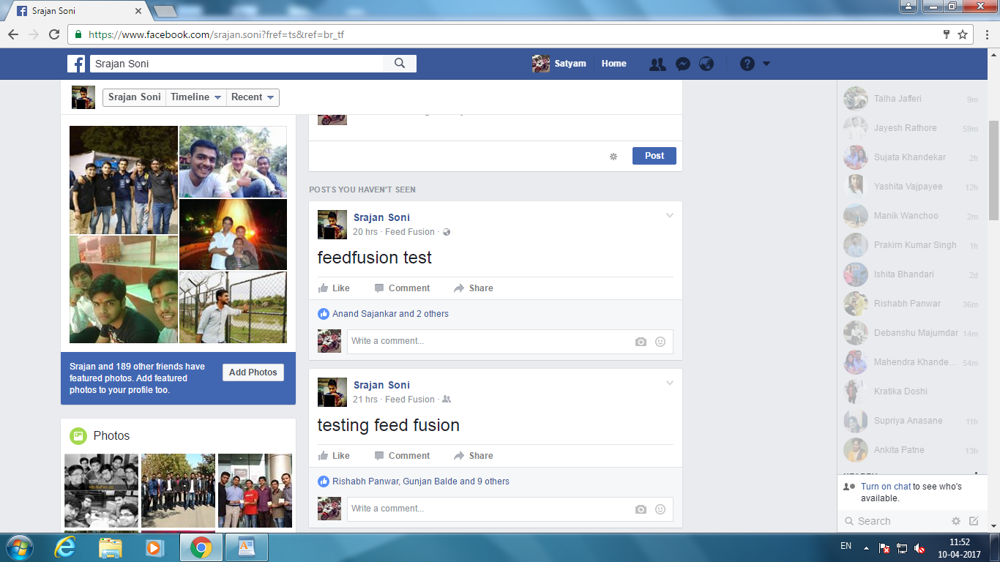 Srajan Soni
https://www.facebook.com/srajan.soni?fref=ts&ref=br_tf
Srajan Soni
Satyam
Home
Srajan Soni
Timeline
Recent
Post
POSTS YOU HAVEN'T SEEN
Srajan Soni
20 hrs · Feed Fusion ·
feedfusion test
Like
Comment
Share
Anand Sajankar and 2 others
Write a comment...
Srajan and 189 other friends have
featured photos. Add featured
photos to your profile too.
Add Photos
Srajan Soni
21 hrs · Feed Fusion ·
testing feed fusion
Like
Comment
Share
Rishabh Panwar, Gunjan Balde and 9 others
Write a comment...
Photos
Talha Jafferi 9m
Jayesh Rathore 59m
Sujata Khandekar 2h
Yashita Vajpayee 12h
Manik Wanchoo 2m
Prakirn Kumar Singh 1h
Ishita Bhandari 2d
Rishabh Panwar 36m
Debanshu Majumdar 14m
Mahendra Khande... 54m
Kratika Doshi
Supriya Anasane 11h
Ankita Patne 13h
Turn on chat to see who's
available.
Search
EN
11:52
10-04-2017